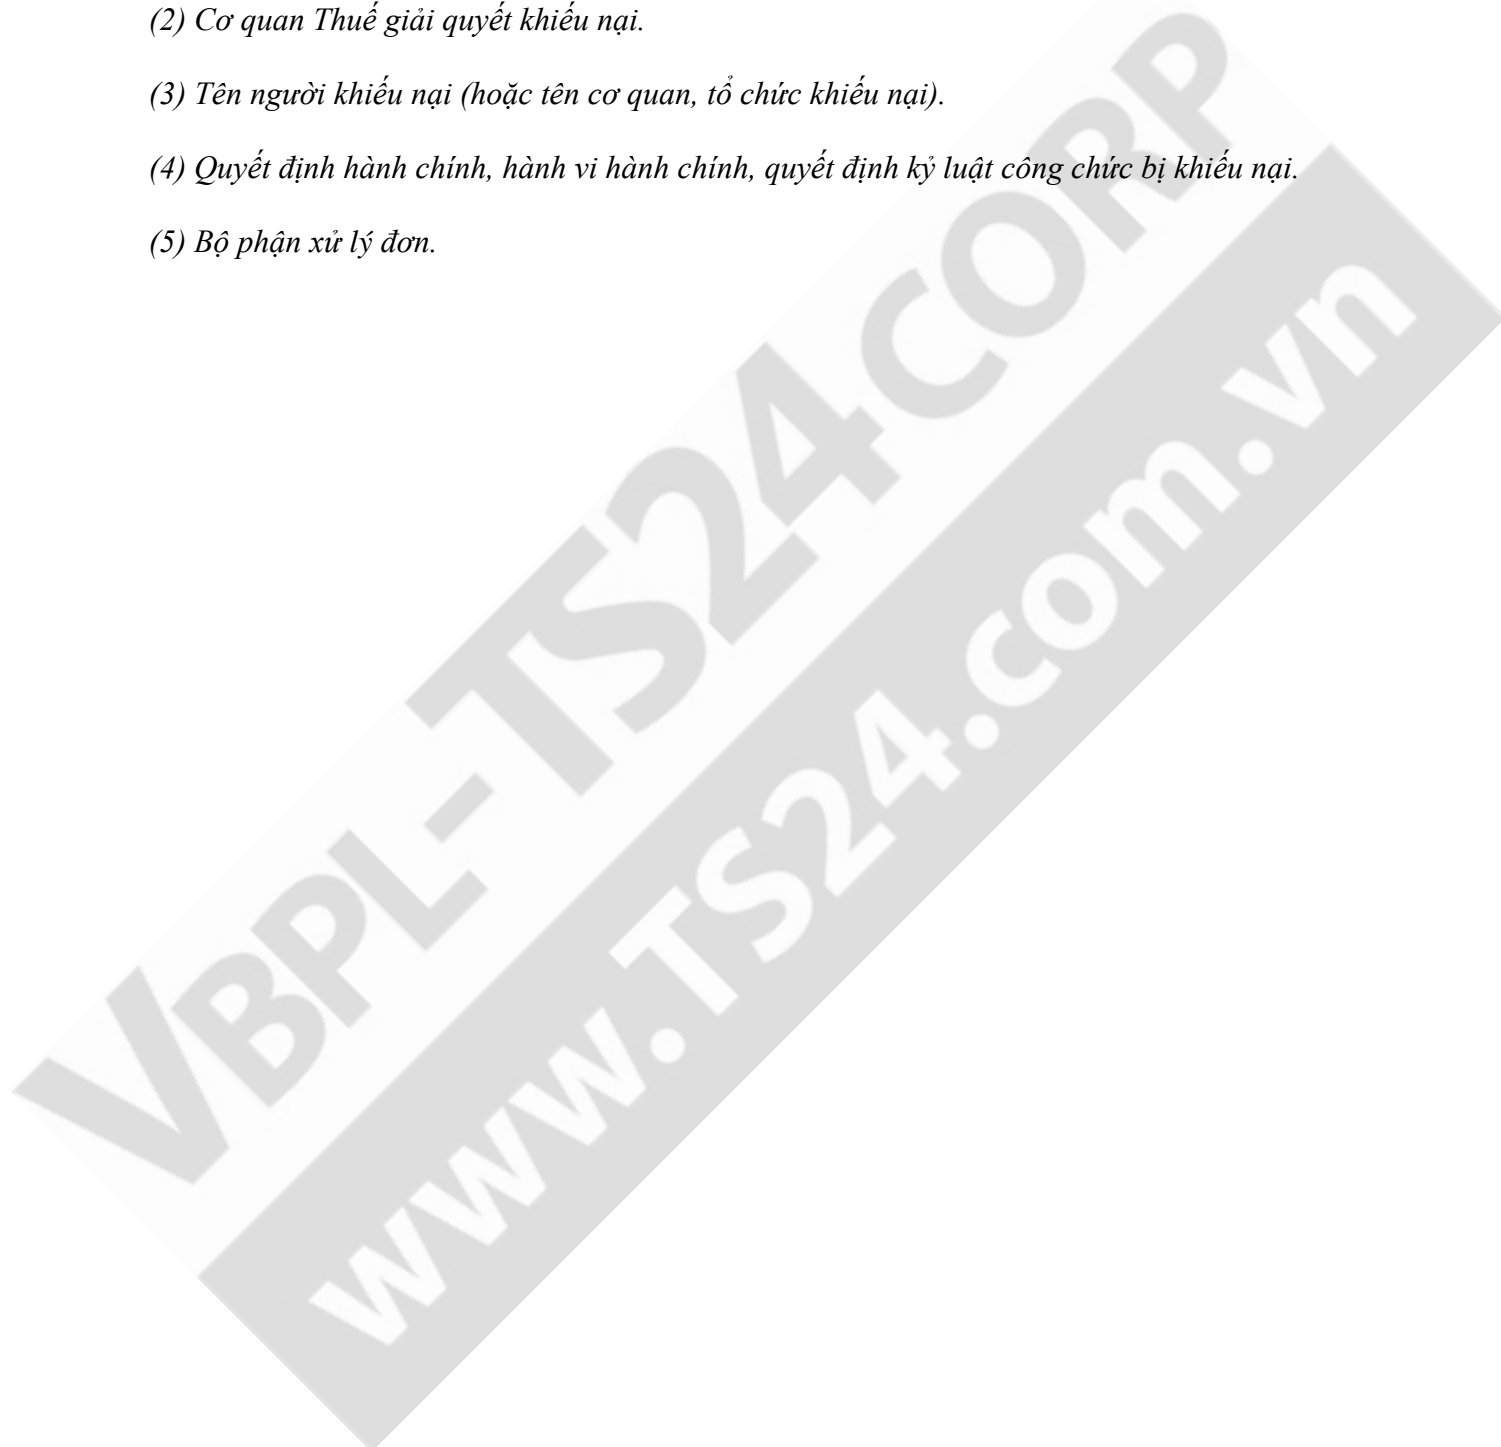 (2) Cơ quan Thuế giải quyết khiếu nại.
(3) Tên người khiếu nại (hoặc tên cơ quan, tổ chức khiếu nại).
(4) Quyết định hành chính, hành vi hành chính, quyết định kỷ luật công chức bị khiếu nại.
(5) Bộ phận xử lý đơn.
VBPL-TS24CORP
www.TS24.com.vn